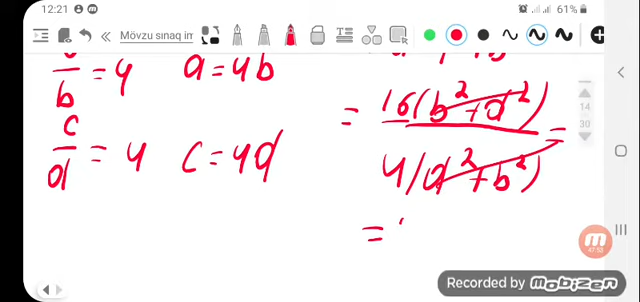 12:21 61%
Mövzu sınaq im
b = 4 a = 4b
c/d = 4 c = 4d
= 16(b²+d²) / 4(d²+b²) =
=
14
30
Recorded by mobizen